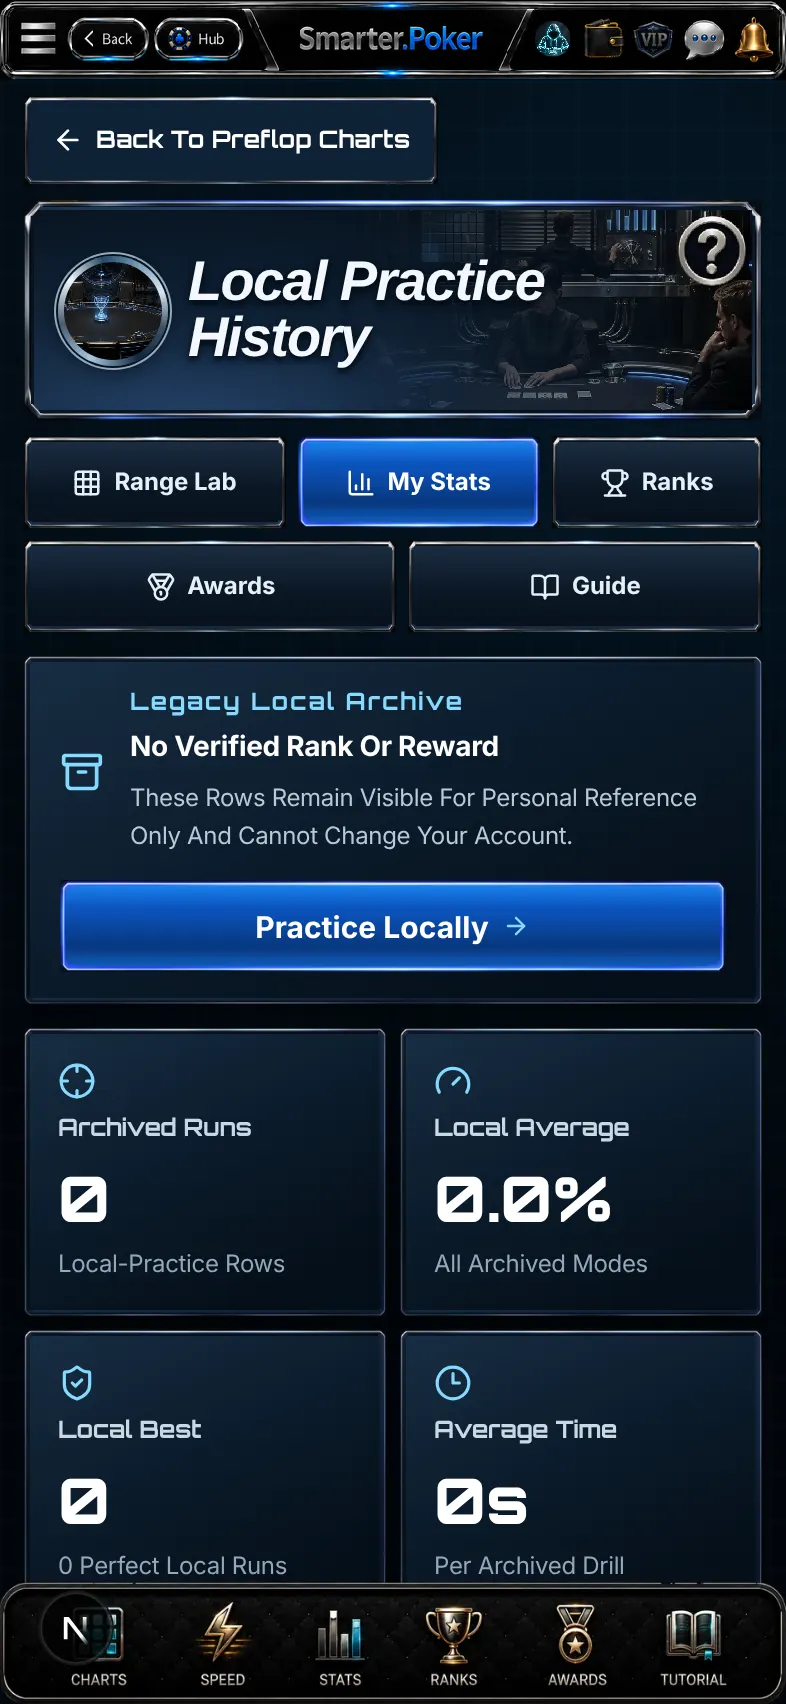 Back
Hub
Smarter.Poker
VIP
Back To Preflop Charts
Local Practice
History
?
Range Lab
My Stats
Ranks
Awards
Guide
Legacy Local Archive
No Verified Rank Or Reward
These Rows Remain Visible For Personal Reference
Only And Cannot Change Your Account.
Practice Locally
Archived Runs
0
Local-Practice Rows
Local Average
0.0%
All Archived Modes
Local Best
0
0 Perfect Local Runs
Average Time
0s
Per Archived Drill
N
CHARTS
SPEED
STATS
RANKS
AWARDS
TUTORIAL